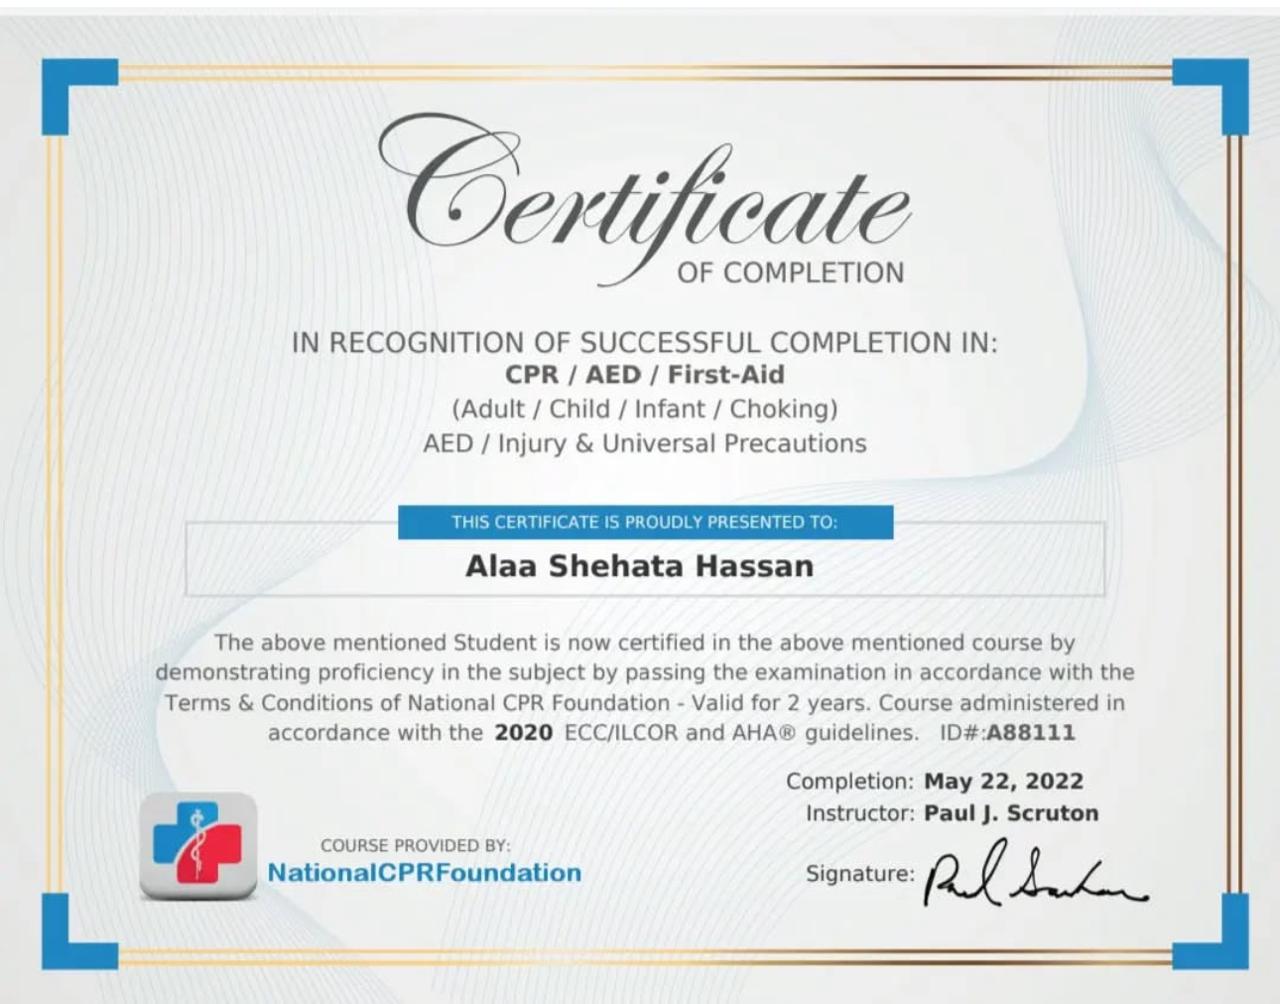 Certificate
OF COMPLETION
IN RECOGNITION OF SUCCESSFUL COMPLETION IN:
CPR / AED / First-Aid
(Adult / Child / Infant / Choking)
AED / Injury & Universal Precautions
THIS CERTIFICATE IS PROUDLY PRESENTED TO:
Alaa Shehata Hassan
The above mentioned Student is now certified in the above mentioned course by
demonstrating proficiency in the subject by passing the examination in accordance with the
Terms & Conditions of National CPR Foundation - Valid for 2 years. Course administered in
accordance with the 2020 ECC/ILCOR and AHA® guidelines. ID#:A88111
Completion: May 22, 2022
Instructor: Paul J. Scruton
COURSE PROVIDED BY:
NationalCPRFoundation
Signature: